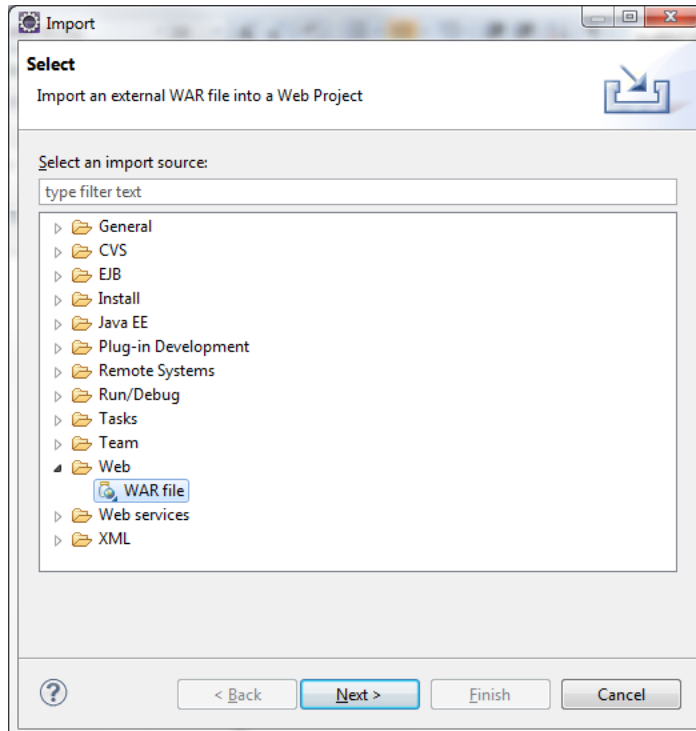 Import
Select
Import an external WAR file into a Web Project
Select an import source:
type filter text
General
CVS
EJB
Install
Java EE
Plug-in Development
Remote Systems
Run/Debug
Tasks
Team
Web
WAR file
Web services
XML
< Back Next > Finish Cancel